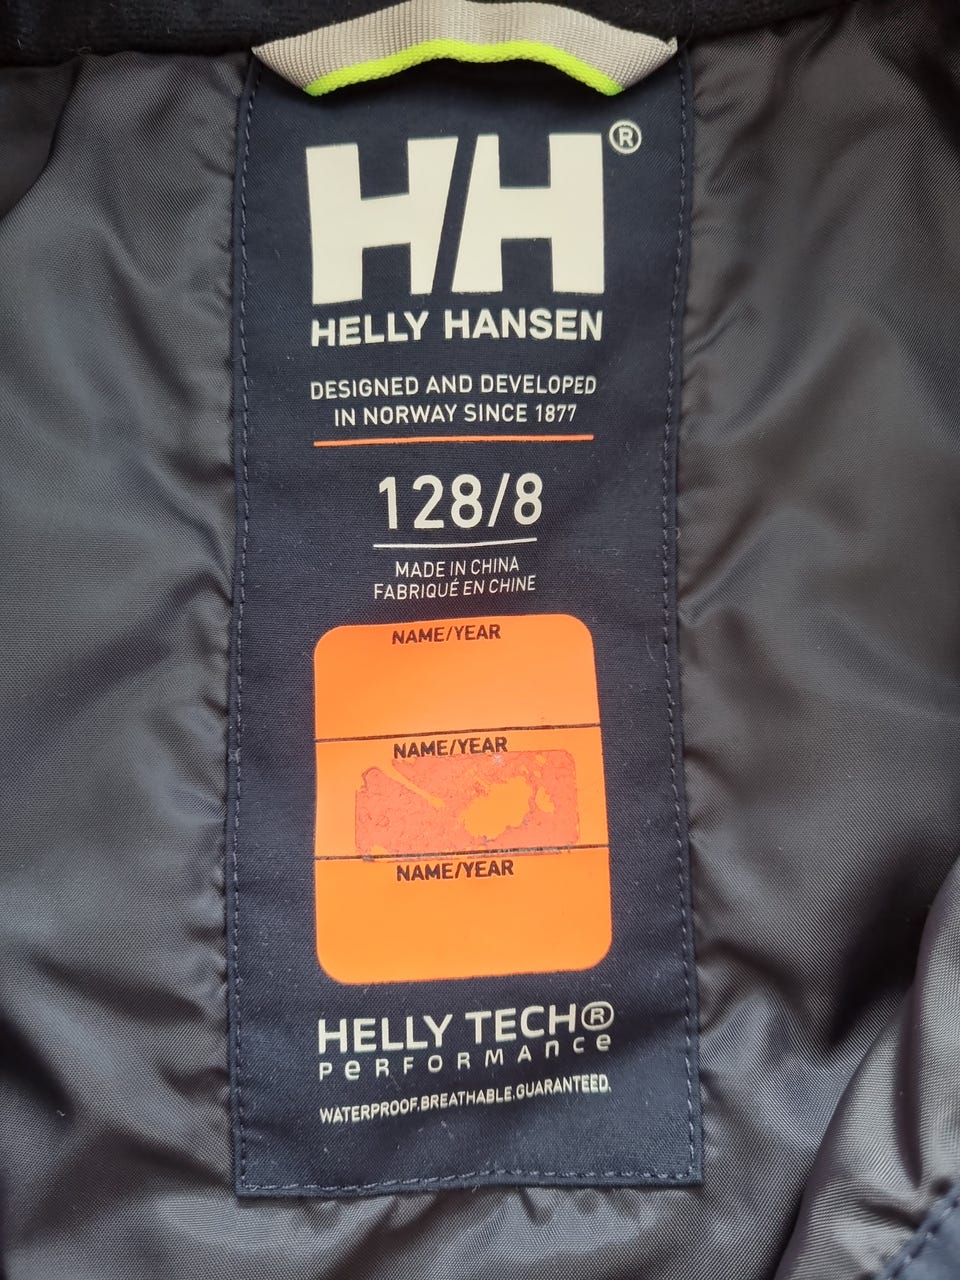 HH®
HELLY HANSEN
DESIGNED AND DEVELOPED
IN NORWAY SINCE 1877
128/8
MADE IN CHINA
FABRIQUÉ EN CHINE
NAME/YEAR
NAME/YEAR
NAME/YEAR
HELLY TECH®
PeRFORMAnce
WATERPROOF.BREATHABLE.GUARANTEED.